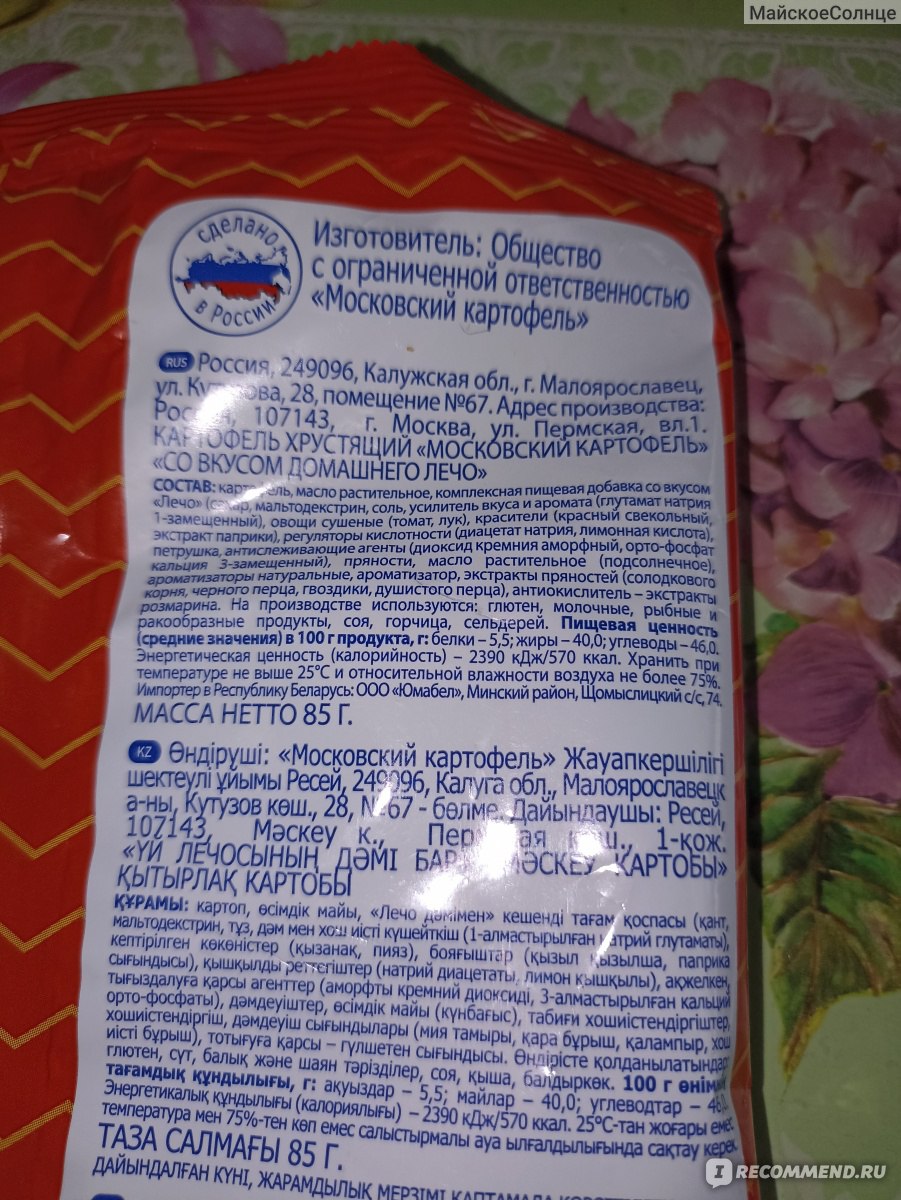 МайскоеСолнце
СДЕЛАНО
В РОССИИ
Изготовитель: Общество
с ограниченной ответственностью
«Московский картофель»
RUS Россия, 249096, Калужская обл., г. Малоярославец,
ул. Кутузова, 28, помещение №67. Адрес производства:
Россия, 107143, г. Москва, ул. Пермская, вл.1.
КАРТОФЕЛЬ ХРУСТЯЩИЙ «МОСКОВСКИЙ КАРТОФЕЛЬ»
«СО ВКУСОМ ДОМАШНЕГО ЛЕЧО»
СОСТАВ: картофель, масло растительное, комплексная пищевая добавка со вкусом
«Лечо» (сахар, мальтодекстрин, соль, усилитель вкуса и аромата (глутамат натрия
1-замещенный), овощи сушеные (томат, лук), красители (красный свекольный,
экстракт паприки), регуляторы кислотности (диацетат натрия, лимонная кислота),
петрушка, антислеживающие агенты (диоксид кремния аморфный, орто-фосфат
кальция 3-замещенный), пряности, масло растительное (подсолнечное),
ароматизаторы натуральные, ароматизатор, экстракты пряностей (солодкового
корня, черного перца, гвоздики, душистого перца), антиокислитель – экстракты
розмарина. На производстве используются: глютен, молочные, рыбные и
ракообразные продукты, соя, горчица, сельдерей. Пищевая ценность
(средние значения) в 100 г продукта, г: белки – 5,5; жиры – 40,0; углеводы – 46,0.
Энергетическая ценность (калорийность) – 2390 кДж/570 ккал. Хранить при
температуре не выше 25°С и относительной влажности воздуха не более 75%.
Импортер в Республику Беларусь: ООО «Юмабел», Минский район, Щомыслицкий с/с, 74.
МАССА НЕТТО 85 Г.
KZ Өндіруші: «Московский картофель» Жауапкершілігі
шектеулі ұйымы Ресей, 249096, Калуга обл., Малоярославецк
а-ны, Кутузов көш., 28, №67 - бөлме. Дайындаушы: Ресей,
107143, Мәскеу к., Пермская көш., 1-қож.
«ҮЙ ЛЕЧОСЫНЫҢ ДӘМІ БАР «МӘСКЕУ КАРТОБЫ»
ҚЫТЫРЛАҚ КАРТОБЫ
ҚҰРАМЫ: картоп, өсімдік майы, «Лечо дәмімен» кешенді тағам қоспасы (қант,
мальтодекстрин, тұз, дәм мен хош иісті күшейткіш (1-алмастырылған натрий глутаматы),
кептірілген көкөністер (қызанақ, пияз), бояғыштар (қызыл қызылша, паприка
сығындысы), қышқылды реттегіштер (натрий диацетаты, лимон қышқылы), ақжелкен,
тығыздалуға қарсы агенттер (аморфты кремний диоксиді, 3-алмастырылған кальций
орто-фосфаты), дәмдеуіштер, өсімдік майы (күнбағыс), табиғи хошиістендіргіштер,
хошиістендіргіш, дәмдеуіш сығындылары (мия тамыры, қара бұрыш, қалампыр, хош
иісті бұрыш), тотығуға қарсы – гүлшетен сығындысы. Өндірісте қолданылатындар:
глютен, сүт, балық және шаян тәрізділер, соя, қыша, балдыркөк. 100 г өнімнің
тағамдық құндылығы, г: ақуыздар – 5,5; майлар – 40,0; углеводтар – 46,0.
Энергетикалық құндылығы (калориялығы) – 2390 кДж/570 ккал. 25°С-тан жоғары емес
температура мен 75%-тен көп емес салыстырмалы ауа ылғалдылығында сақтау керек.
ТАЗА САЛМАҒЫ 85 Г.
ДАЙЫНДАЛҒАН КҮНІ, ЖАРАМДЫЛЫҚ МЕРЗІМІ ҚАПТАМАДА
IRECOMMEND.RU